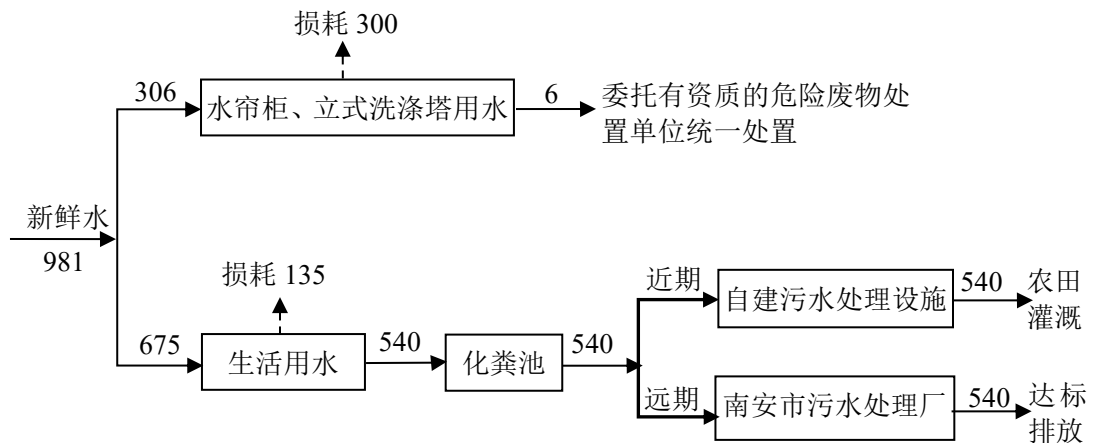 损耗 300
306
水帘柜、立式洗涤塔用水
6
委托有资质的危险废物处
置单位统一处置
新鲜水
981
损耗 135
675
生活用水
540
化粪池
540
近期
自建污水处理设施
540
农田
灌溉
远期
南安市污水处理厂
540
达标
排放